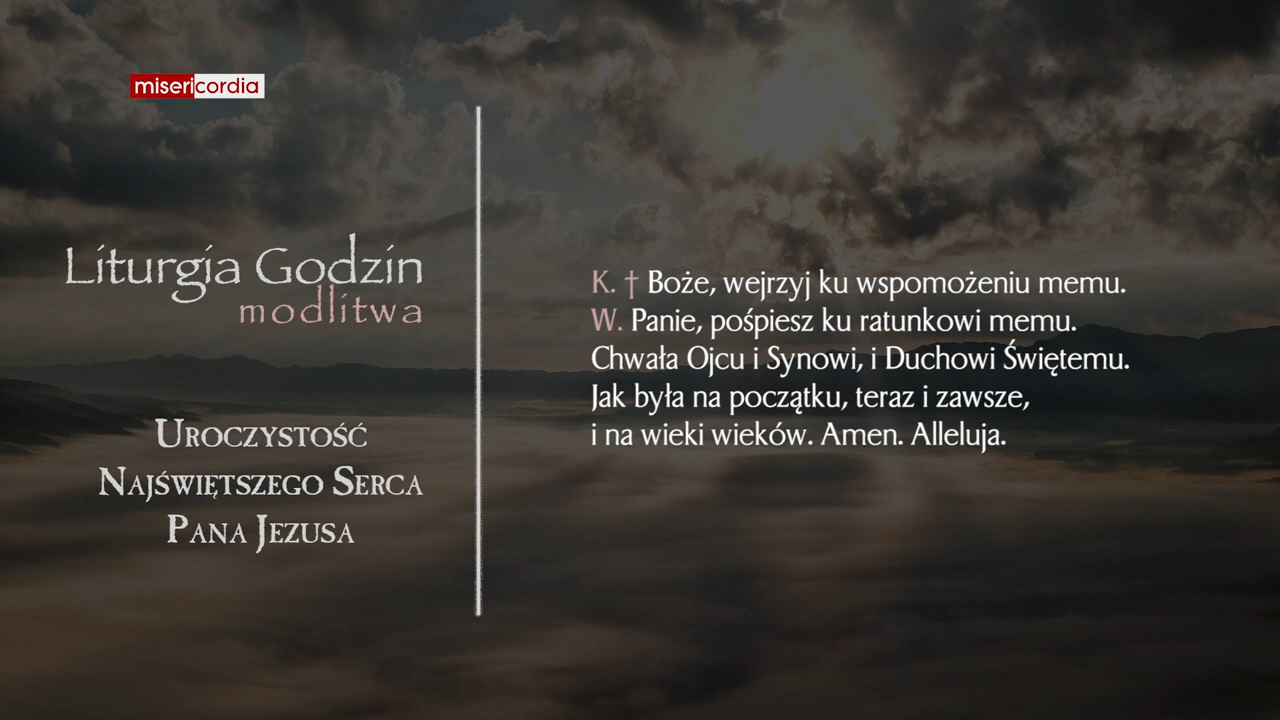 misericordia
Liturgia Godzin
modlitwa
Uroczystość
Najświętszego Serca
Pana Jezusa
K. † Boże, wejrzyj ku wspomożeniu memu.
W. Panie, pośpiesz ku ratunkowi memu.
Chwała Ojcu i Synowi, i Duchowi Świętemu.
Jak była na początku, teraz i zawsze,
i na wieki wieków. Amen. Alleluja.